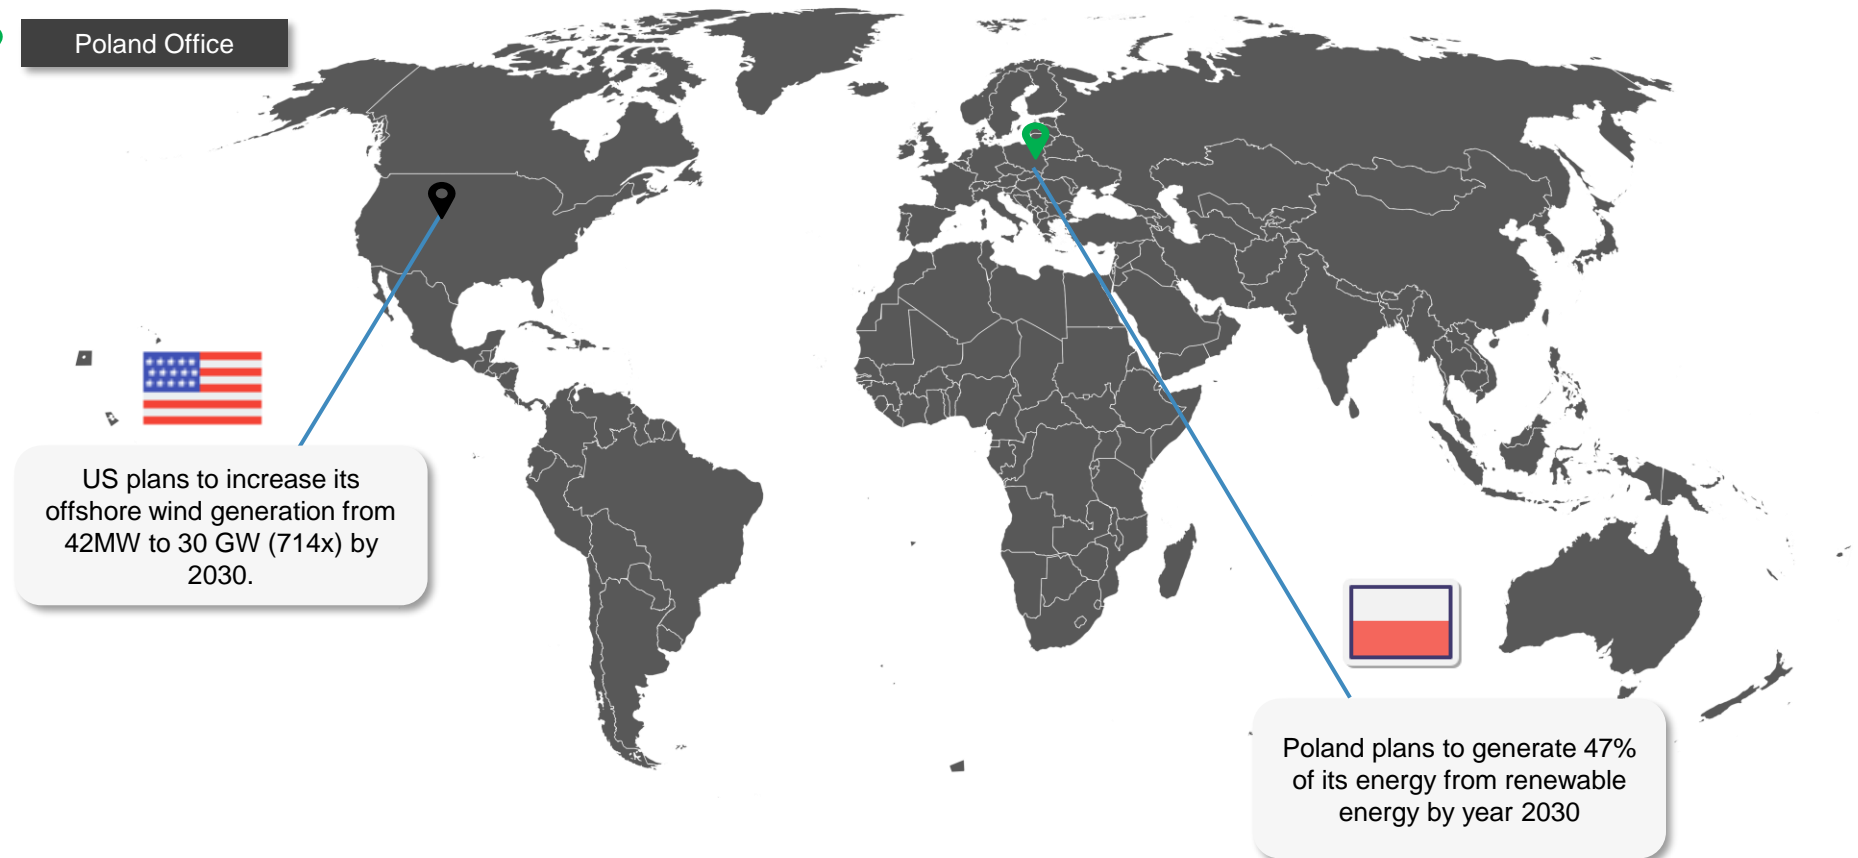 Poland Office
US plans to increase its
offshore wind generation from
42MW to 30 GW (714x) by
2030.
Poland plans to generate 47%
of its energy from renewable
energy by year 2030